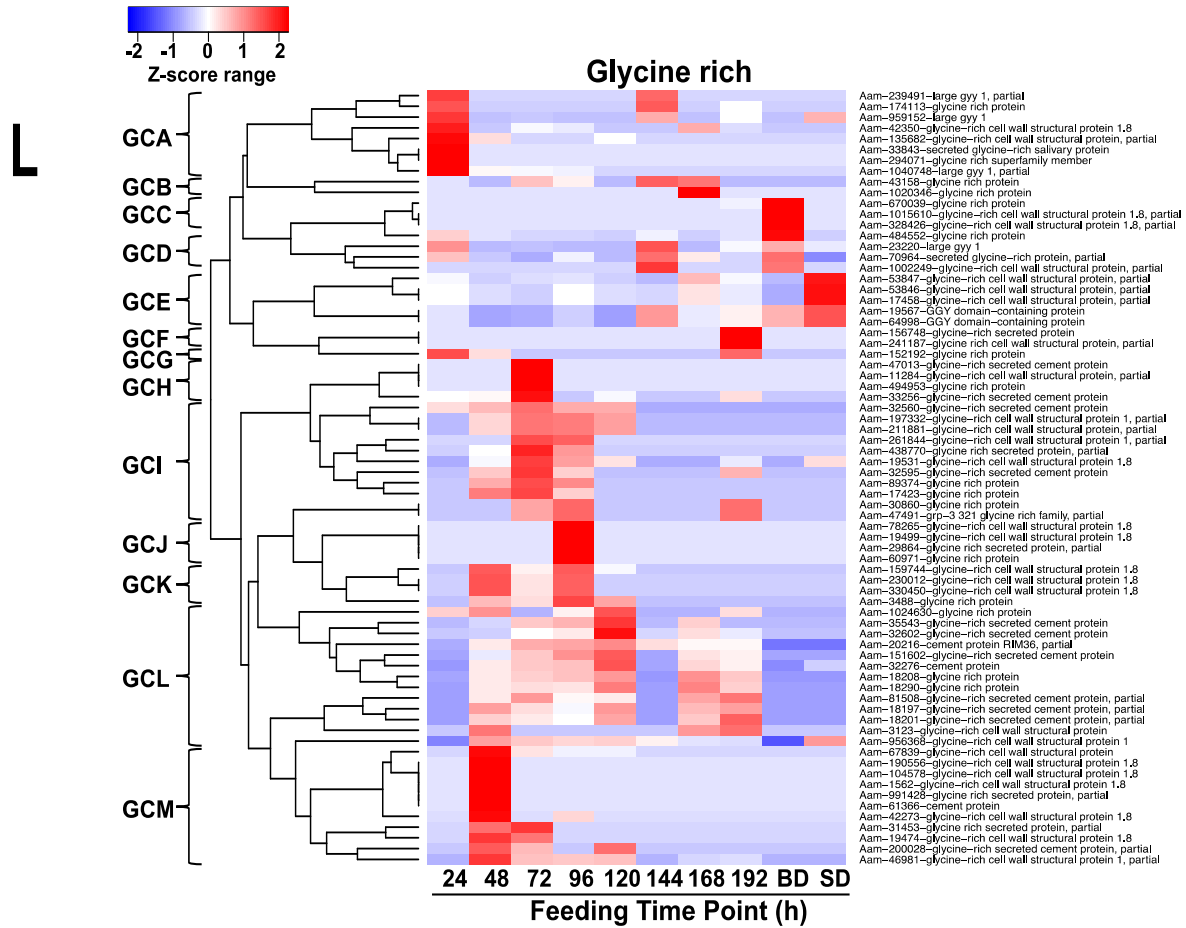 -2 -1 0 1 2
Z-score range
Glycine rich
L
GCA
GCB
GCC
GCD
GCE
GCF
GCG
GCH
GCI
GCJ
GCK
GCL
GCM
Aam-239491-large gyy 1, partial
Aam-174113-glycine rich protein
Aam-959152-large gyy 1
Aam-42350-glycine-rich cell wall structural protein 1.8
Aam-135682-glycine-rich cell wall structural protein, partial
Aam-33843-secreted glycine-rich salivary protein
Aam-294071-glycine rich superfamily member
Aam-1040748-large gyy 1, partial
Aam-43158-glycine rich protein
Aam-1020346-glycine rich protein
Aam-670039-glycine rich protein
Aam-1015610-glycine-rich cell wall structural protein 1.8, partial
Aam-328426-glycine-rich cell wall structural protein 1.8, partial
Aam-484552-glycine rich protein
Aam-23220-large gyy 1
Aam-70964-secreted glycine-rich protein, partial
Aam-1002249-glycine-rich cell wall structural protein, partial
Aam-53847-glycine-rich cell wall structural protein, partial
Aam-53846-glycine-rich cell wall structural protein, partial
Aam-17458-glycine-rich cell wall structural protein, partial
Aam-19567-GGY domain-containing protein
Aam-64998-GGY domain-containing protein
Aam-156748-glycine-rich secreted protein
Aam-241187-glycine rich cell wall structural protein, partial
Aam-152192-glycine rich protein
Aam-47013-glycine-rich secreted cement protein
Aam-11284-glycine-rich cell wall structural protein, partial
Aam-494953-glycine rich protein
Aam-33256-glycine-rich secreted cement protein
Aam-32560-glycine-rich secreted cement protein
Aam-197332-glycine-rich cell wall structural protein 1, partial
Aam-211881-glycine-rich cell wall structural protein, partial
Aam-261844-glycine-rich cell wall structural protein 1, partial
Aam-438770-glycine rich secreted protein, partial
Aam-19531-glycine-rich cell wall structural protein 1.8
Aam-32595-glycine-rich secreted cement protein
Aam-89374-glycine rich protein
Aam-17423-glycine rich protein
Aam-30860-glycine rich protein
Aam-47491-grp-3 321 glycine rich family, partial
Aam-78265-glycine-rich cell wall structural protein 1.8
Aam-19499-glycine-rich cell wall structural protein 1.8
Aam-29864-glycine rich secreted protein, partial
Aam-60971-glycine rich protein
Aam-159744-glycine-rich cell wall structural protein 1.8
Aam-230012-glycine-rich cell wall structural protein 1.8
Aam-330450-glycine-rich cell wall structural protein 1.8
Aam-3488-glycine rich protein
Aam-1024630-glycine rich protein
Aam-35543-glycine-rich secreted cement protein
Aam-32602-glycine-rich secreted cement protein
Aam-20216-cement protein RIM36, partial
Aam-151602-glycine-rich secreted cement protein
Aam-32276-cement protein
Aam-18208-glycine rich protein
Aam-18290-glycine rich protein
Aam-81508-glycine-rich secreted cement protein, partial
Aam-18197-glycine-rich secreted cement protein, partial
Aam-18201-glycine-rich secreted cement protein, partial
Aam-3123-glycine-rich cell wall structural protein
Aam-956368-glycine-rich cell wall structural protein 1
Aam-67839-glycine-rich cell wall structural protein
Aam-190556-glycine-rich cell wall structural protein 1.8
Aam-104578-glycine-rich cell wall structural protein 1.8
Aam-1562-glycine-rich cell wall structural protein 1.8
Aam-991428-glycine rich secreted protein, partial
Aam-61366-cement protein
Aam-42273-glycine-rich cell wall structural protein 1.8
Aam-31453-glycine rich secreted protein, partial
Aam-19474-glycine-rich cell wall structural protein 1.8
Aam-200028-glycine-rich secreted cement protein, partial
Aam-46981-glycine-rich cell wall structural protein 1, partial
24 48 72 96 120 144 168 192 BD SD
Feeding Time Point (h)